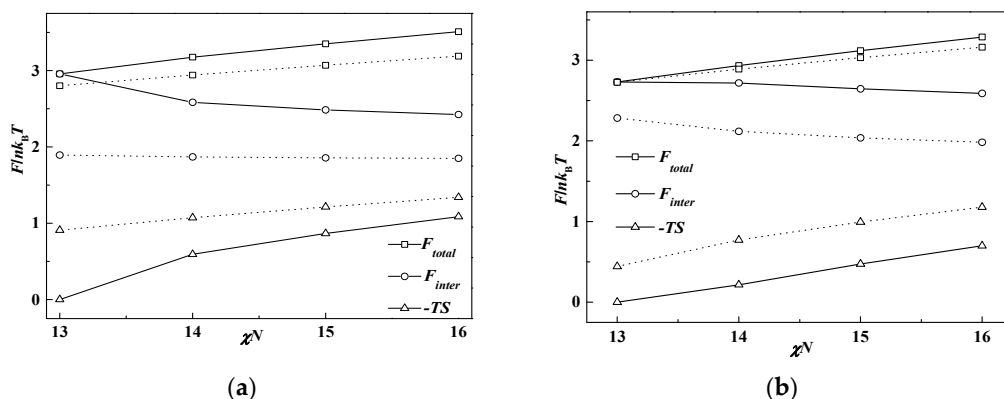 3
2
1
0
F/nk_BT
F_total
F_inter
-TS
13 14 15 16
χN
(a)
3
2
1
0
F/nk_BT
F_total
F_inter
-TS
13 14 15 16
χN
(b)